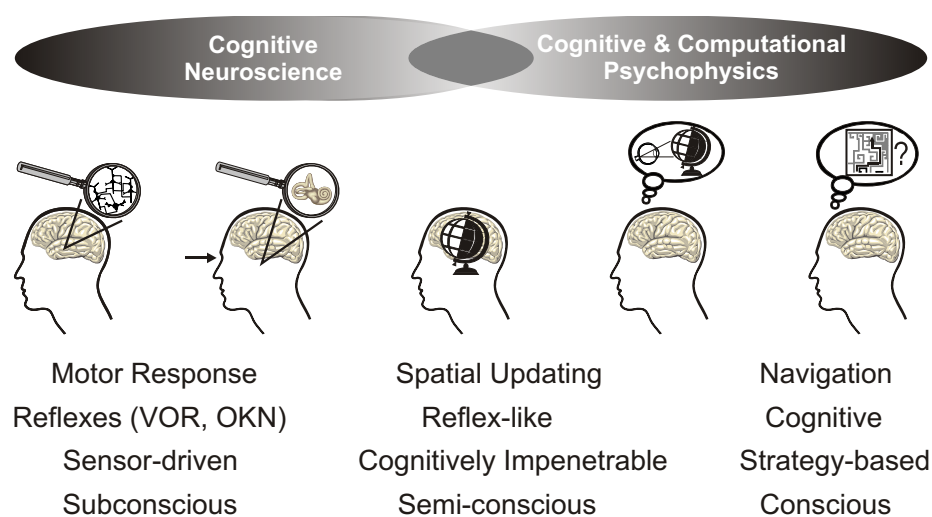 Cognitive
Neuroscience
Cognitive & Computational
Psychophysics
?
Motor Response
Spatial Updating
Navigation
Reflexes (VOR, OKN)
Reflex-like
Cognitive
Sensor-driven
Cognitively Impenetrable
Strategy-based
Subconscious
Semi-conscious
Conscious